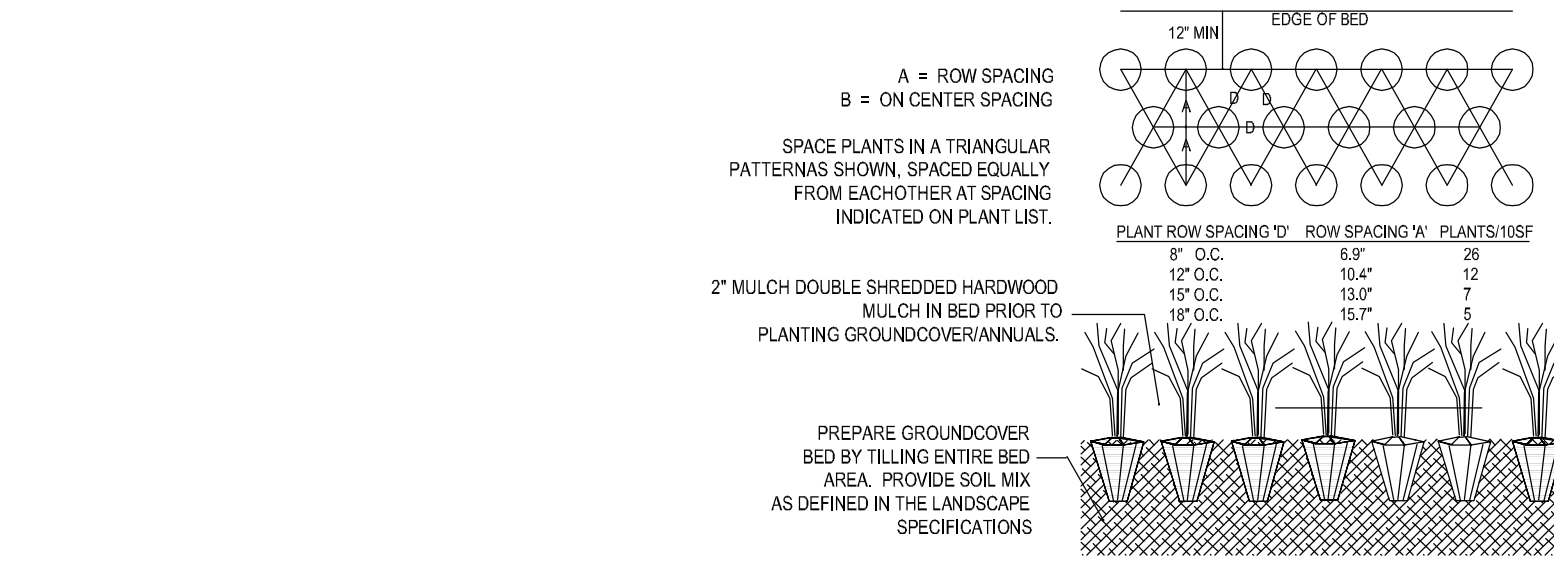 EDGE OF BED
12" MIN
A = ROW SPACING
B = ON CENTER SPACING
D D
A
D
A
SPACE PLANTS IN A TRIANGULAR
PATTERNAS SHOWN, SPACED EQUALLY
FROM EACHOTHER AT SPACING
INDICATED ON PLANT LIST.
PLANT ROW SPACING 'D' ROW SPACING 'A' PLANTS/10SF
8" O.C. 6.9" 26
12" O.C. 10.4" 12
15" O.C. 13.0" 7
18" O.C. 15.7" 5
2" MULCH DOUBLE SHREDDED HARDWOOD
MULCH IN BED PRIOR TO
PLANTING GROUNDCOVER/ANNUALS.
PREPARE GROUNDCOVER
BED BY TILLING ENTIRE BED
AREA. PROVIDE SOIL MIX
AS DEFINED IN THE LANDSCAPE
SPECIFICATIONS